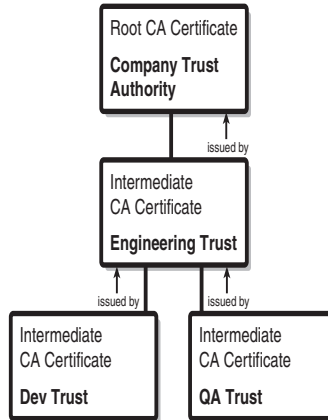 Root CA Certificate
Company Trust
Authority
issued by
Intermediate
CA Certificate
Engineering Trust
issued by
issued by
Intermediate
CA Certificate
Dev Trust
Intermediate
CA Certificate
QA Trust